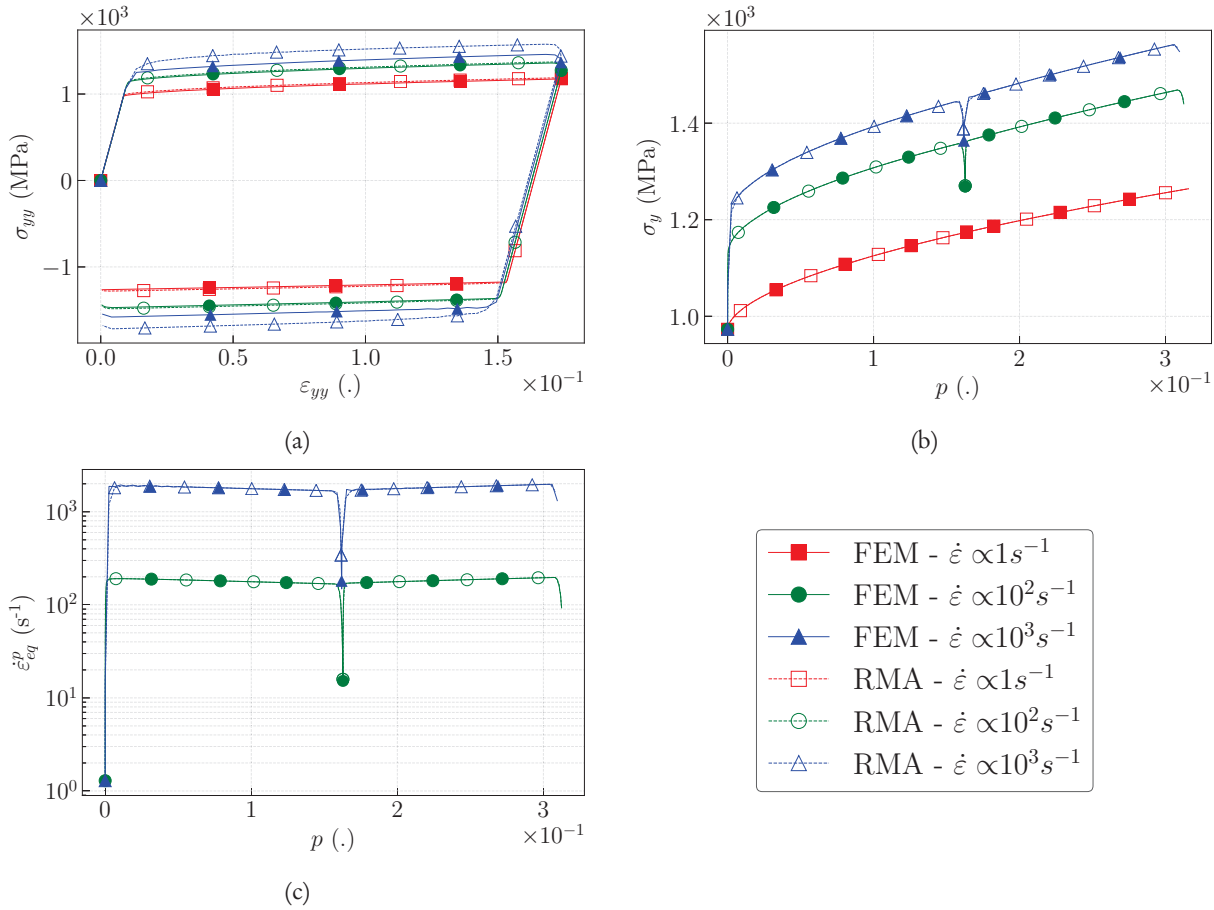 ×10³
1
0
−1
σyy (MPa)
0.0
0.5
1.0
1.5
×10⁻¹
εyy (.)
(a)
×10³
1.4
1.2
1.0
σy (MPa)
0
1
2
3
×10⁻¹
p (.)
(b)
10³
10²
10¹
10⁰
ε̇ᵖeq (s⁻¹)
0
1
2
3
×10⁻¹
p (.)
(c)
FEM - ε̇ ∝1s⁻¹
FEM - ε̇ ∝10²s⁻¹
FEM - ε̇ ∝10³s⁻¹
RMA - ε̇ ∝1s⁻¹
RMA - ε̇ ∝10²s⁻¹
RMA - ε̇ ∝10³s⁻¹